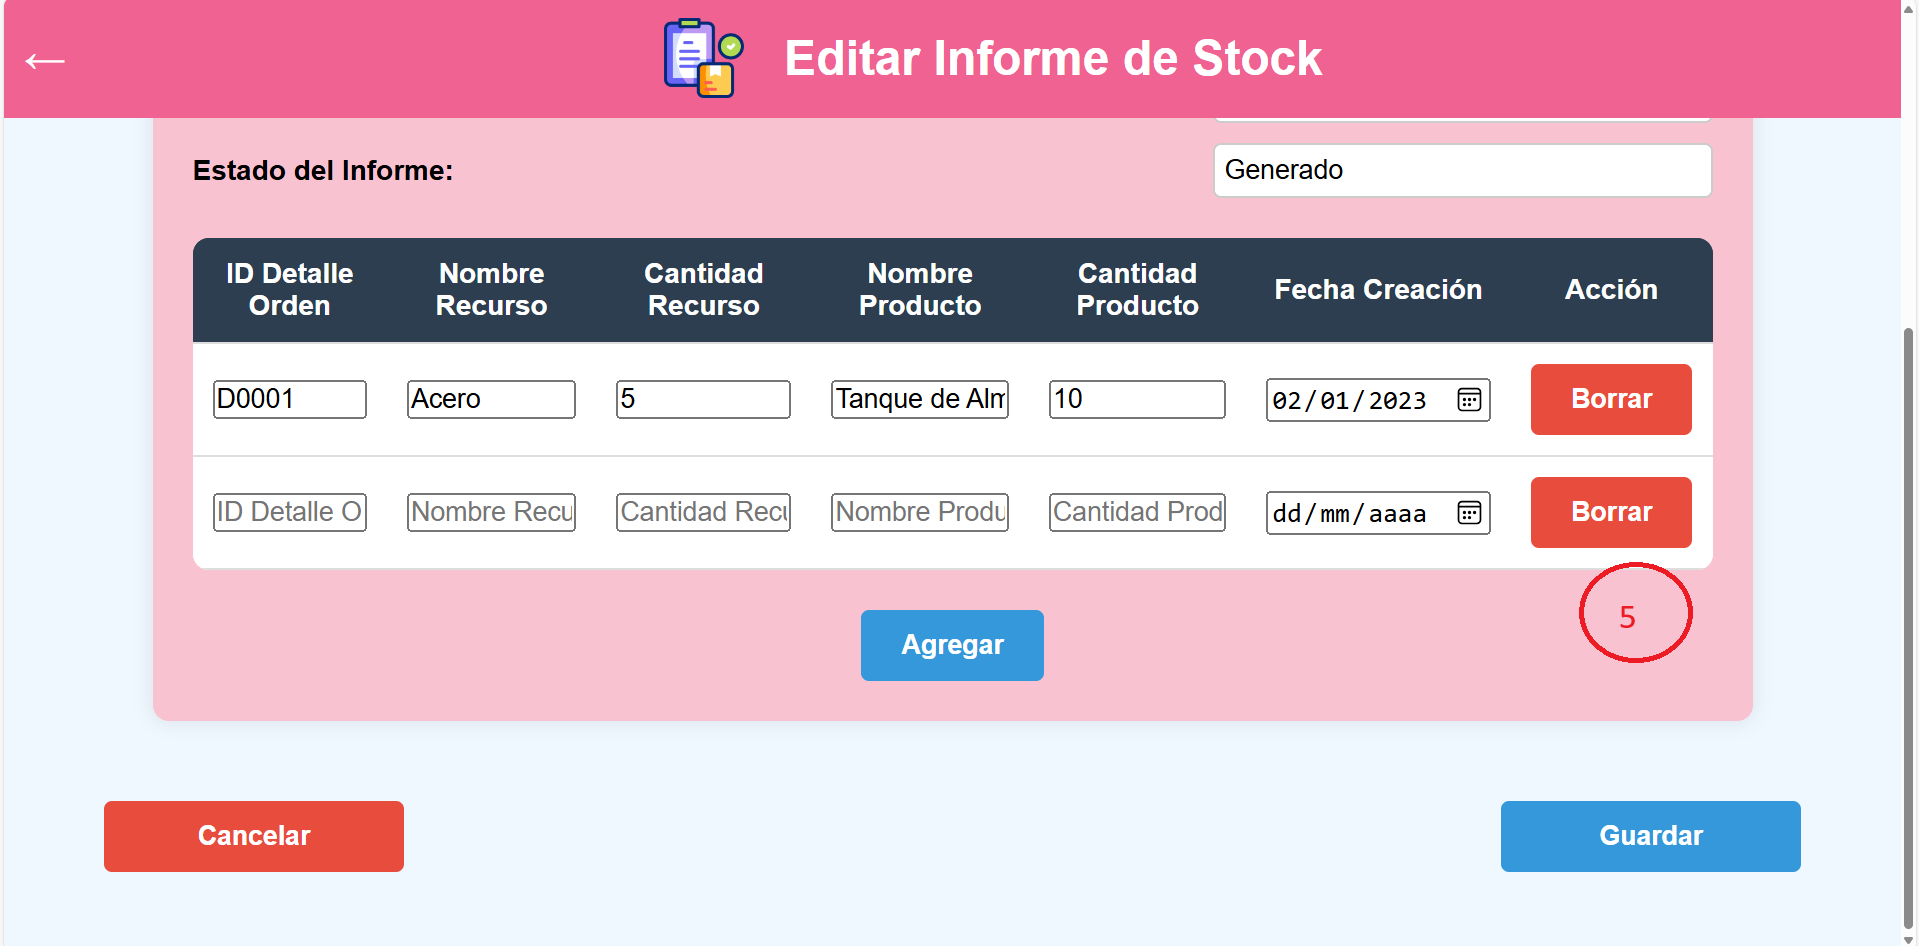 ←
Editar Informe de Stock
Estado del Informe:
Generado
ID Detalle Orden
Nombre Recurso
Cantidad Recurso
Nombre Producto
Cantidad Producto
Fecha Creación
Acción
D0001
Acero
5
Tanque de Alm
10
02/01/2023
Borrar
ID Detalle O
Nombre Recu
Cantidad Recu
Nombre Produ
Cantidad Prod
dd/mm/aaaa
Borrar
5
Agregar
Cancelar
Guardar